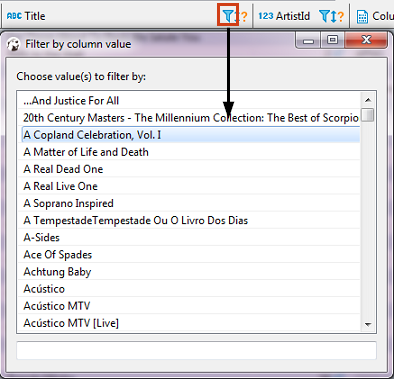 ABC Title
123 ArtistId
Colu
Filter by column value
Choose value(s) to filter by:
...And Justice For All
20th Century Masters - The Millennium Collection: The Best of Scorpio
A Copland Celebration, Vol. I
A Matter of Life and Death
A Real Dead One
A Real Live One
A Soprano Inspired
A TempestadeTempestade Ou O Livro Dos Dias
A-Sides
Ace Of Spades
Achtung Baby
Acústico
Acústico MTV
Acústico MTV [Live]